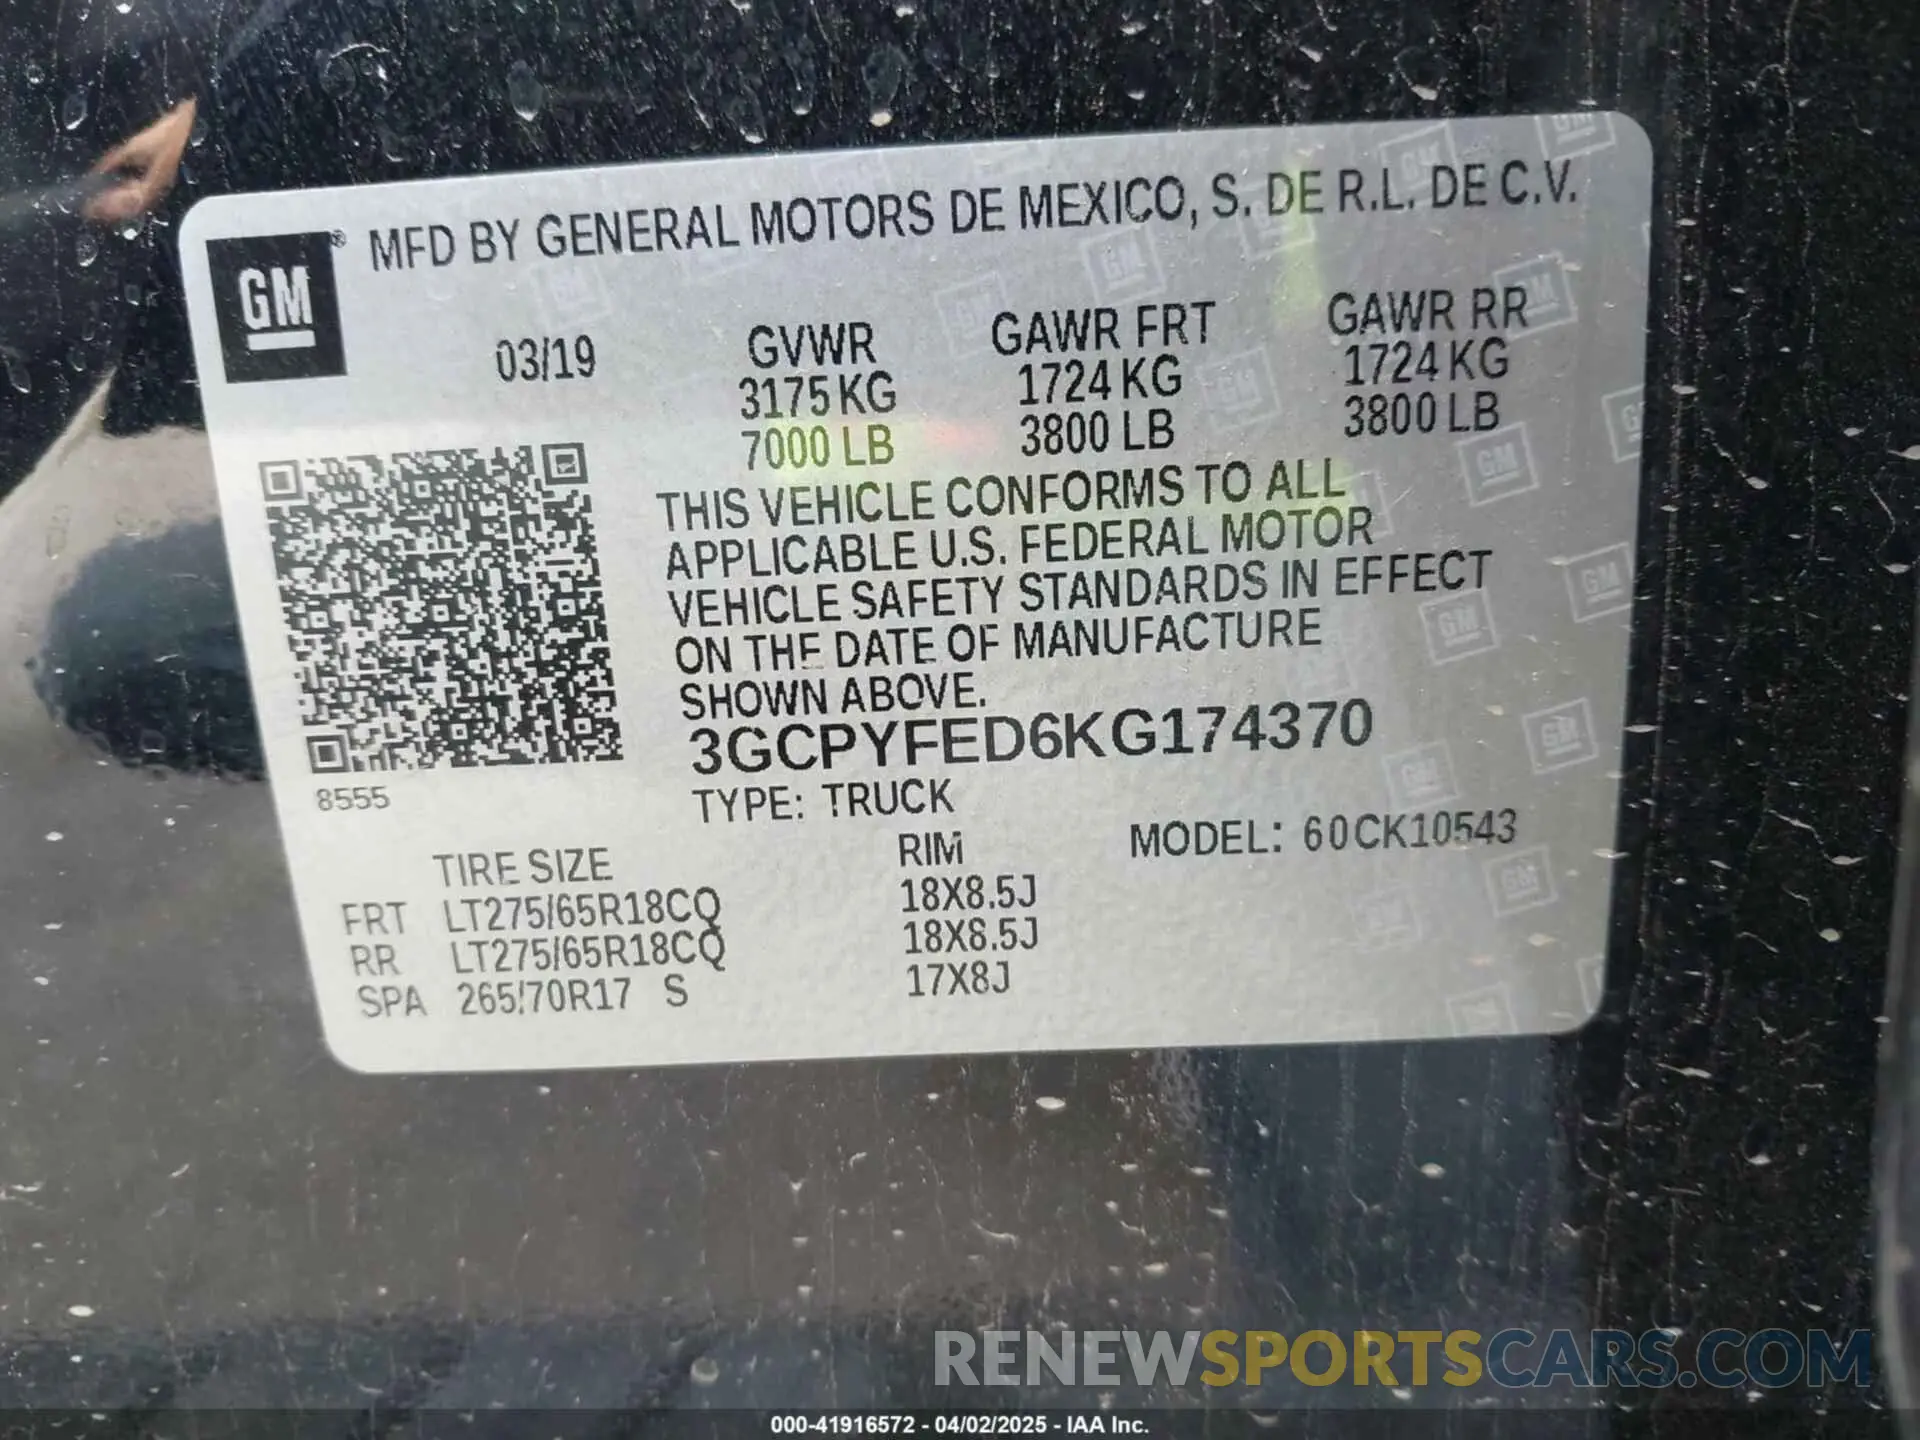 GM® MFD BY GENERAL MOTORS DE MEXICO, S. DE R.L. DE C.V.
03/19 GVWR GAWR FRT GAWR RR
3175 KG 1724 KG 1724 KG
7000 LB 3800 LB 3800 LB
THIS VEHICLE CONFORMS TO ALL
APPLICABLE U.S. FEDERAL MOTOR
VEHICLE SAFETY STANDARDS IN EFFECT
ON THE DATE OF MANUFACTURE
SHOWN ABOVE.
3GCPYFED6KG174370
8555
TYPE: TRUCK
MODEL: 60CK10543
TIRE SIZE RIM
FRT LT275/65R18CQ 18X8.5J
RR LT275/65R18CQ 18X8.5J
SPA 265/70R17 S 17X8J
RENEWSPORTSCARS.COM
000-41916572 - 04/02/2025 - IAA Inc.